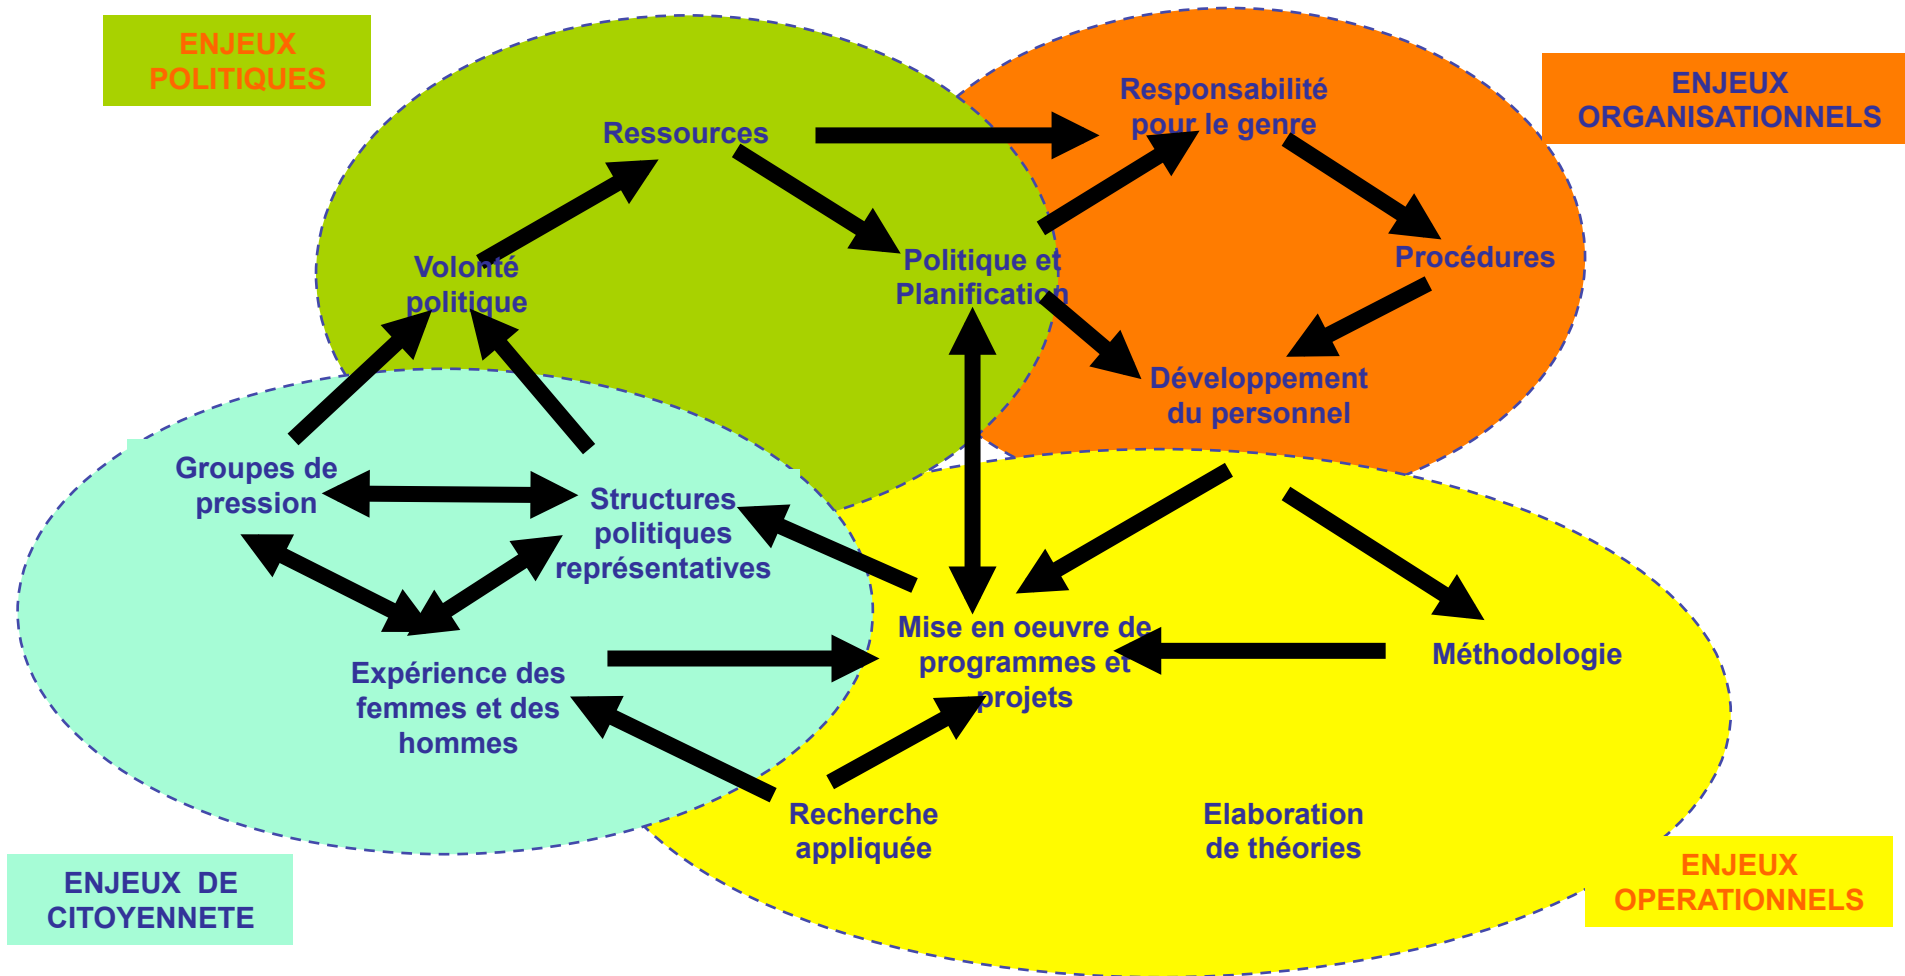 ENJEUX
POLITIQUES
ENJEUX
ORGANISATIONNELS
Ressources
Responsabilité
pour le genre
Volonté
politique
Politique et
Planification
Procédures
Développement
du personnel
Groupes de
pression
Structures
politiques
représentatives
Expérience des
femmes et des
hommes
Mise en oeuvre de
programmes et
projets
Méthodologie
Recherche
appliquée
Elaboration
de théories
ENJEUX DE
CITOYENNETE
ENJEUX
OPERATIONNELS